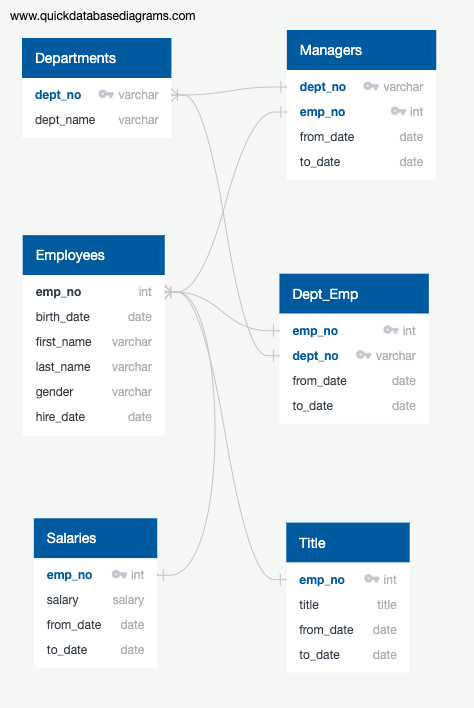 www.quickdatabasediagrams.com
Departments
dept_no varchar
dept_name varchar
Managers
dept_no varchar
emp_no int
from_date date
to_date date
Employees
emp_no int
birth_date date
first_name varchar
last_name varchar
gender varchar
hire_date date
Dept_Emp
emp_no int
dept_no varchar
from_date date
to_date date
Salaries
emp_no int
salary salary
from_date date
to_date date
Title
emp_no int
title title
from_date date
to_date date